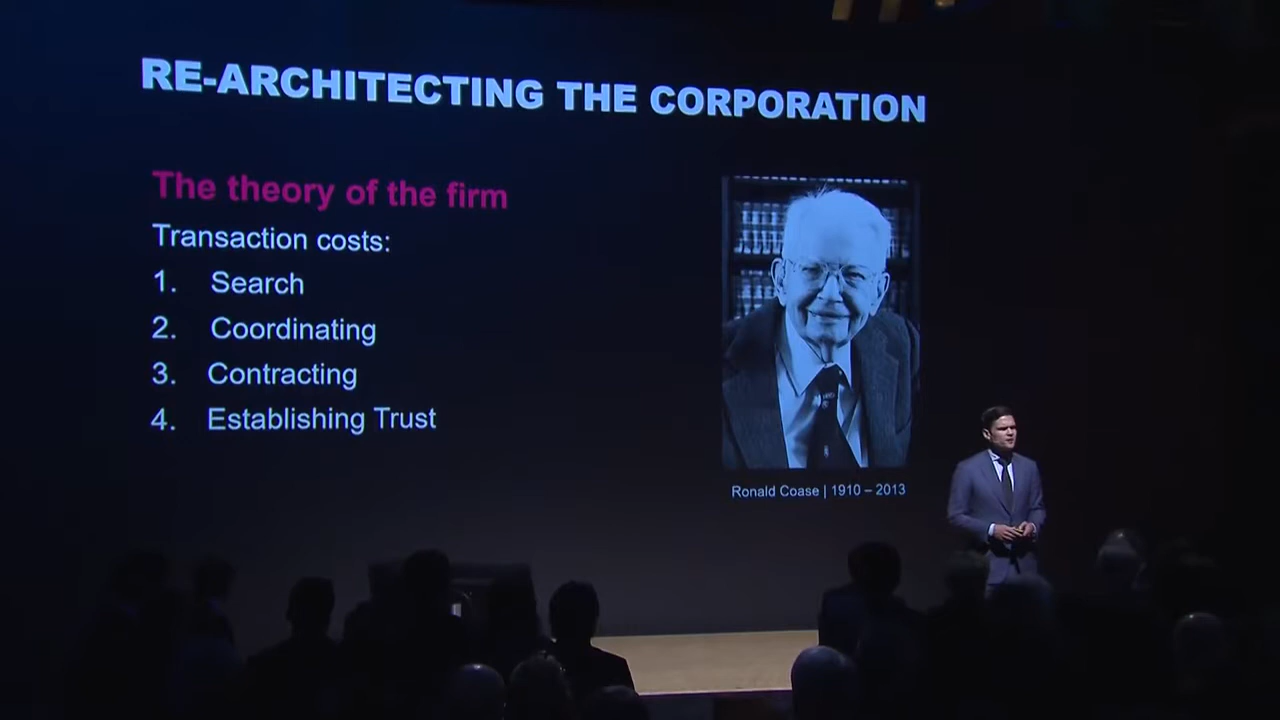 RE-ARCHITECTING THE CORPORATION
The theory of the firm
Transaction costs:
1. Search
2. Coordinating
3. Contracting
4. Establishing Trust
Ronald Coase | 1910 – 2013